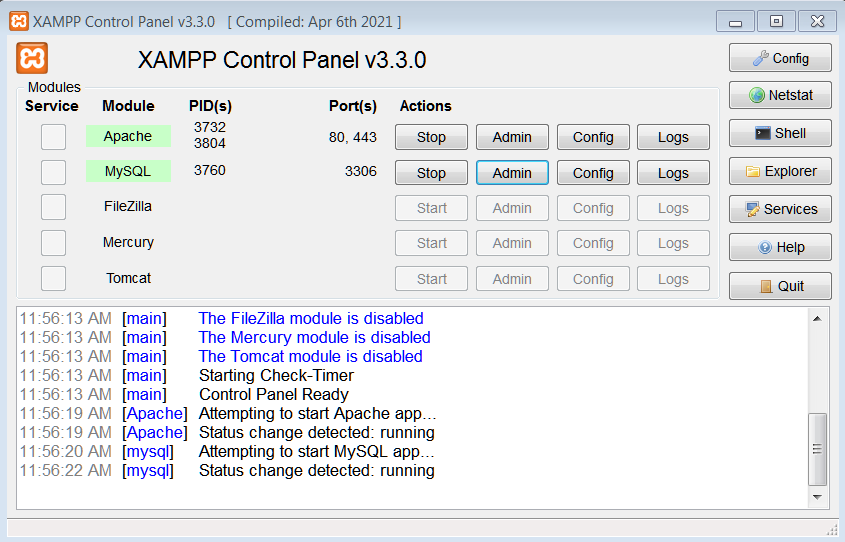 XAMPP Control Panel v3.3.0 [ Compiled: Apr 6th 2021 ]
XAMPP Control Panel v3.3.0
Config
Modules
Service Module PID(s) Port(s) Actions
Netstat
Apache 3732 3804 80, 443 Stop Admin Config Logs
Shell
MySQL 3760 3306 Stop Admin Config Logs
Explorer
FileZilla Start Admin Config Logs
Services
Mercury Start Admin Config Logs
Help
Tomcat Start Admin Config Logs
Quit
11:56:13 AM [main] The FileZilla module is disabled
11:56:13 AM [main] The Mercury module is disabled
11:56:13 AM [main] The Tomcat module is disabled
11:56:13 AM [main] Starting Check-Timer
11:56:13 AM [main] Control Panel Ready
11:56:19 AM [Apache] Attempting to start Apache app...
11:56:19 AM [Apache] Status change detected: running
11:56:20 AM [mysql] Attempting to start MySQL app...
11:56:22 AM [mysql] Status change detected: running